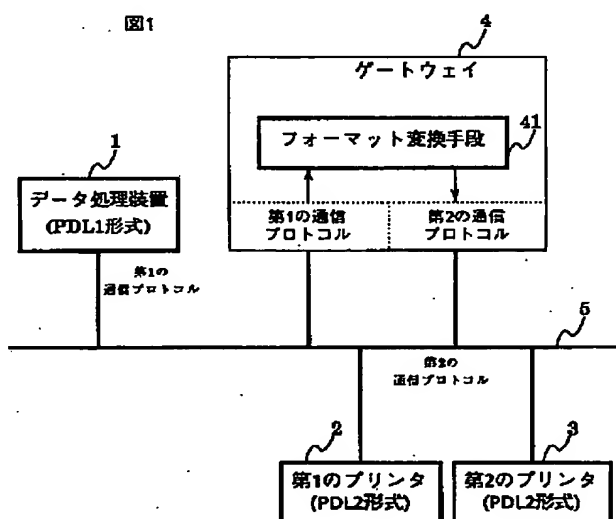 図1
4
ゲートウェイ
フォーマット変換手段
41
1
データ処理装置
(PDL1形式)
第1の通信
プロトコル
第2の通信
プロトコル
第1の
通信プロトコル
5
第2の
通信プロトコル
2
第1のプリンタ
(PDL2形式)
3
第2のプリンタ
(PDL2形式)